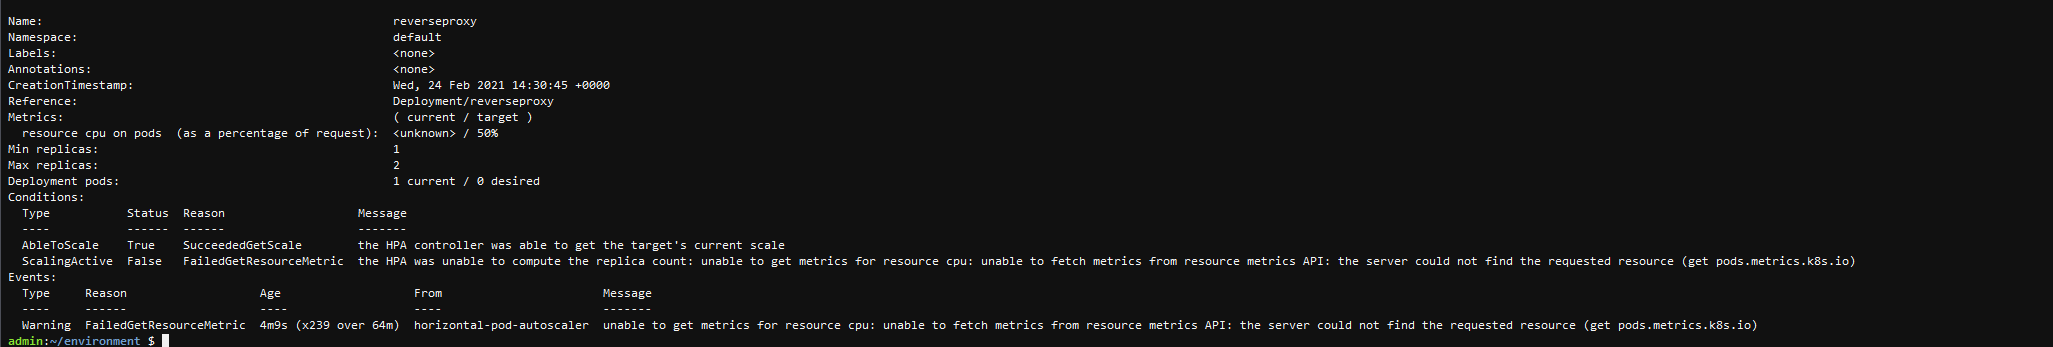 Name: reverseproxy
Namespace: default
Labels: <none>
Annotations: <none>
CreationTimestamp: Wed, 24 Feb 2021 14:30:45 +0000
Reference: Deployment/reverseproxy
Metrics: ( current / target )
resource cpu on pods (as a percentage of request): <unknown> / 50%
Min replicas: 1
Max replicas: 2
Deployment pods: 1 current / 0 desired
Conditions:
Type Status Reason Message
---- ------ ------ -------
AbleToScale True SucceededGetScale the HPA controller was able to get the target's current scale
ScalingActive False FailedGetResourceMetric the HPA was unable to compute the replica count: unable to get metrics for resource cpu: unable to fetch metrics from resource metrics API: the server could not find the requested resource (get pods.metrics.k8s.io)
Events:
Type Reason Age From Message
---- ------ ---- ---- -------
Warning FailedGetResourceMetric 4m9s (x239 over 64m) horizontal-pod-autoscaler unable to get metrics for resource cpu: unable to fetch metrics from resource metrics API: the server could not find the requested resource (get pods.metrics.k8s.io)
admin:~/environment $